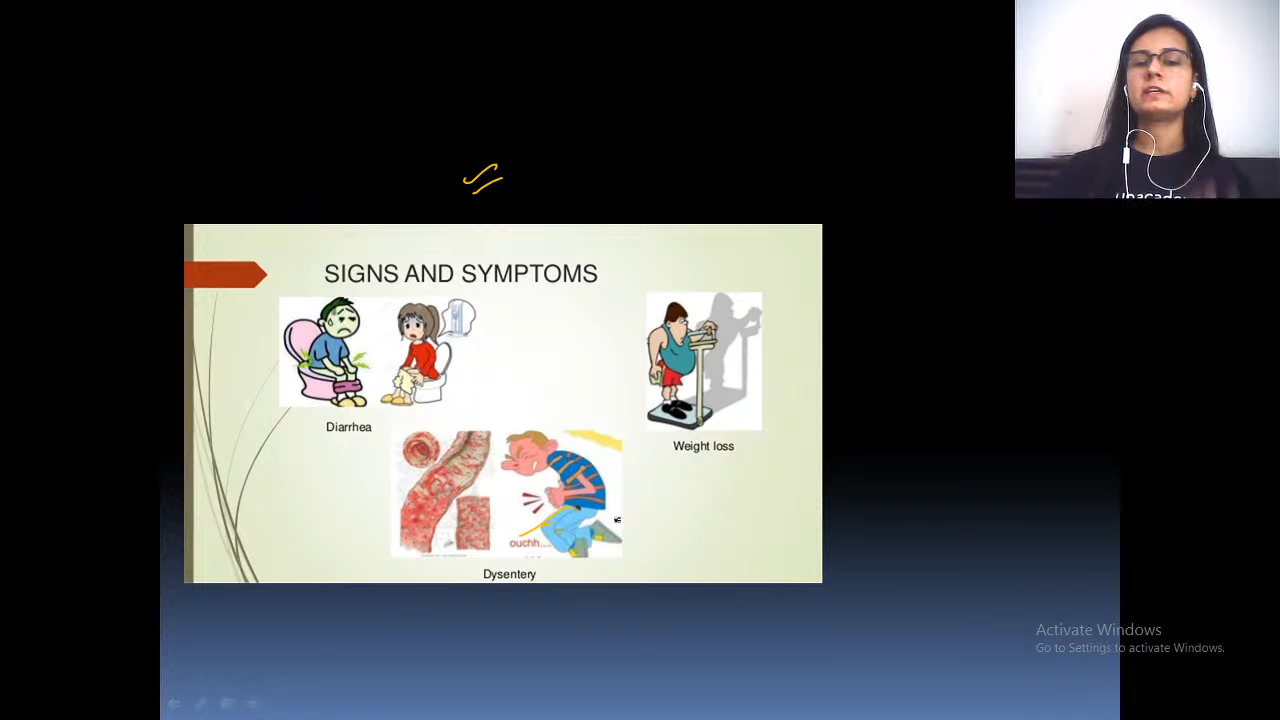 SIGNS AND SYMPTOMS
Diarrhea
Weight loss
ouchh....
Dysentery
Activate Windows
Go to Settings to activate Windows.